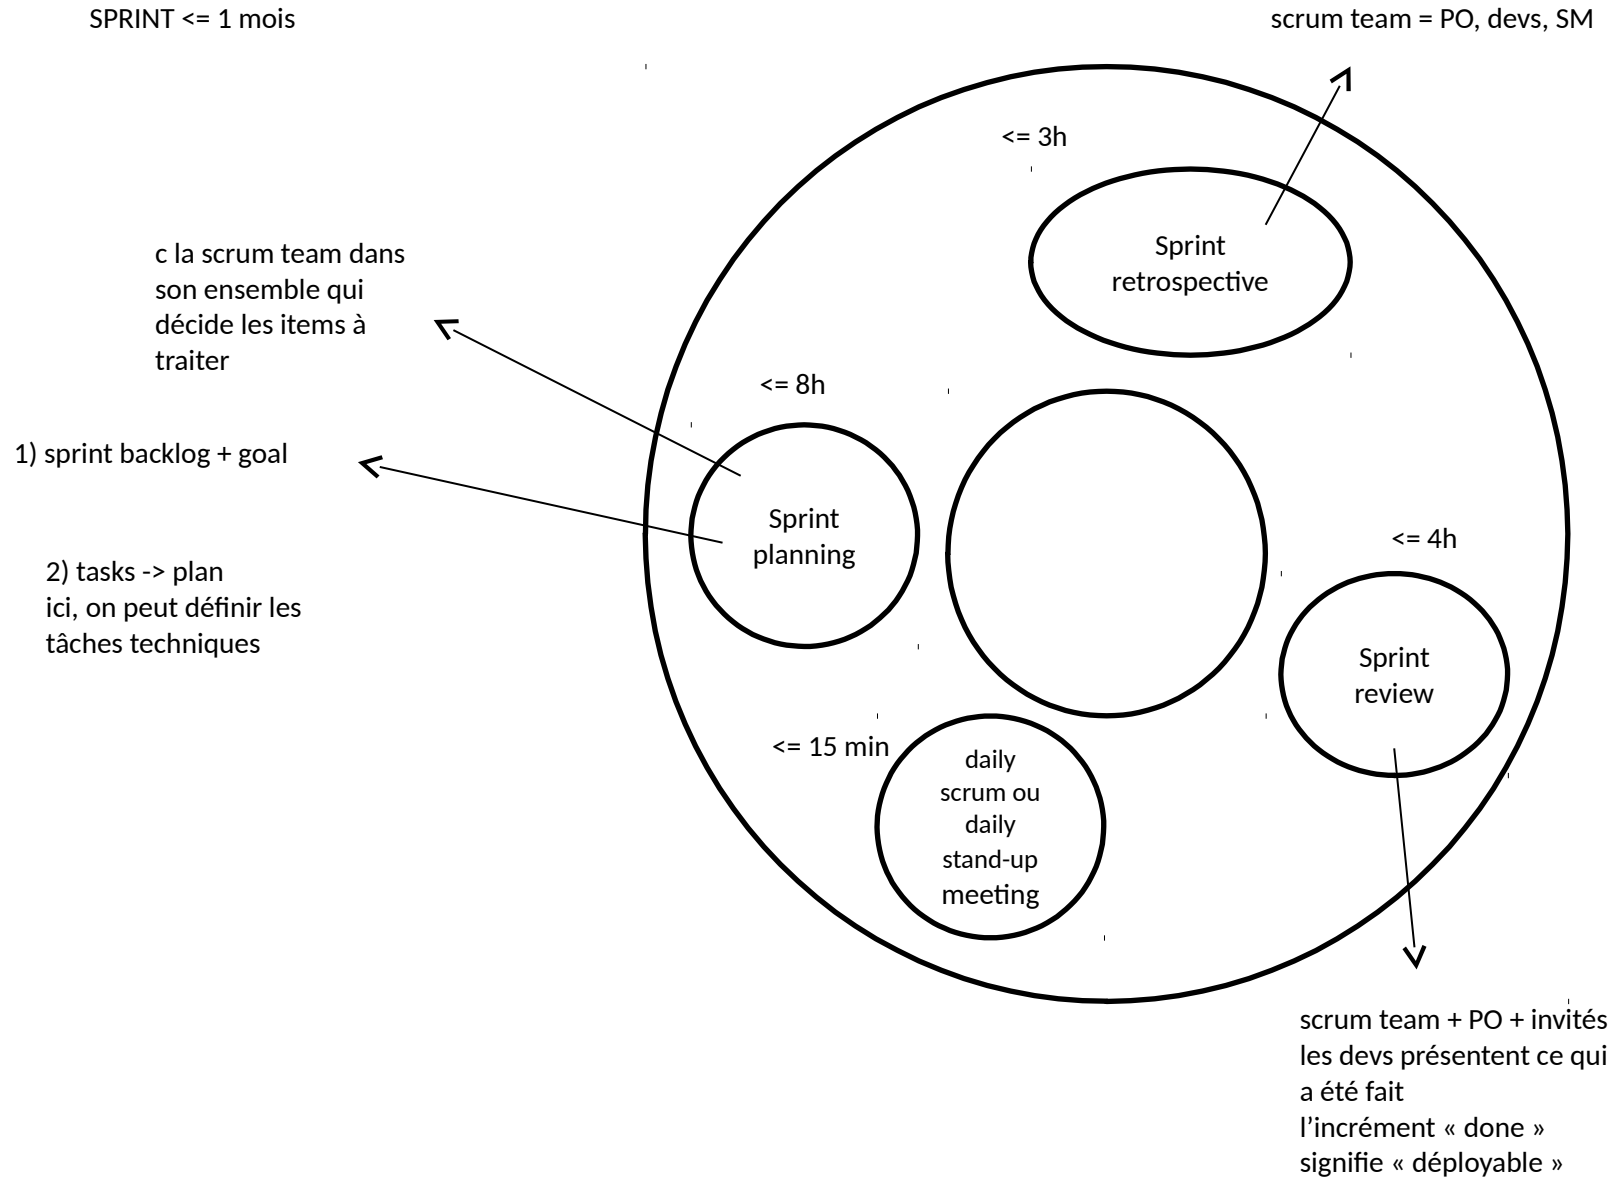 SPRINT <= 1 mois
scrum team = PO, devs, SM
<= 3h
Sprint
retrospective
c la scrum team dans
son ensemble qui
décide les items à
traiter
<= 8h
1) sprint backlog + goal
Sprint
planning
<= 4h
2) tasks -> plan
ici, on peut définir les
tâches techniques
Sprint
review
<= 15 min
daily
scrum ou
daily
stand-up
meeting
scrum team + PO + invités
les devs présentent ce qui
a été fait
l’incrément « done »
signifie « déployable »